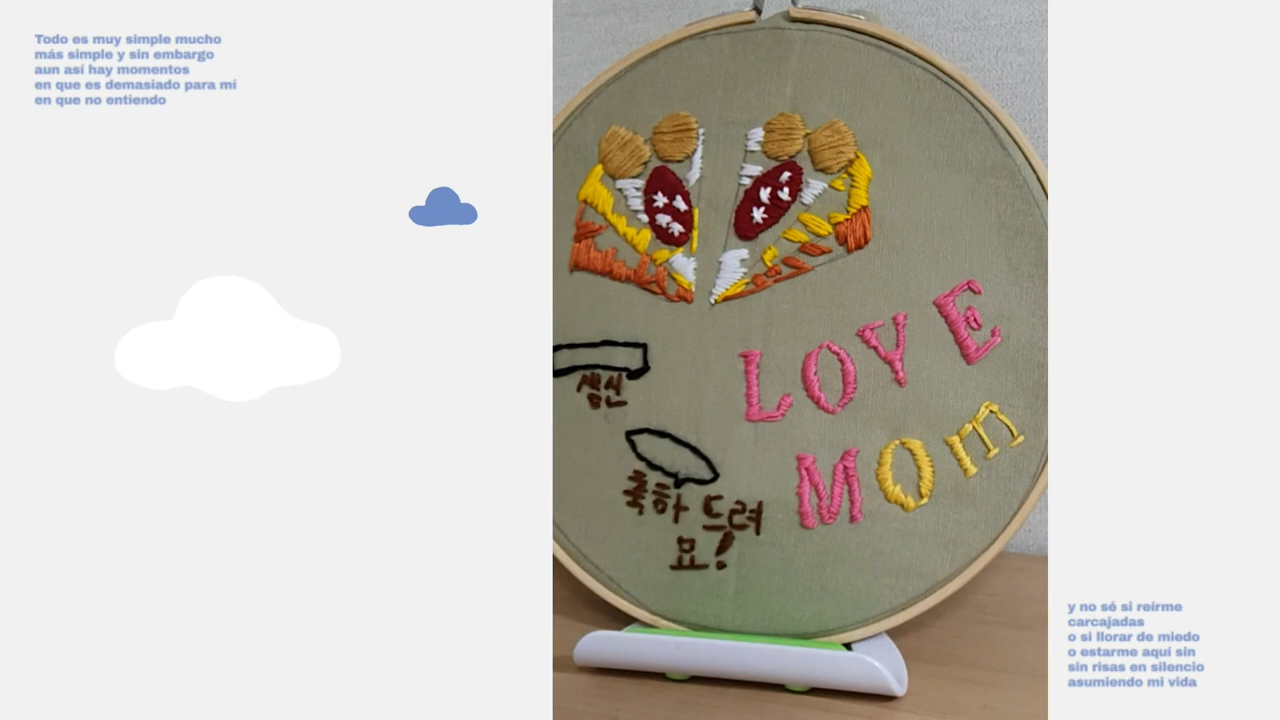 Todo es muy simple mucho
más simple y sin embargo
aun así hay momentos
en que es demasiado para mí
en que no entiendo
LOVE
Mom
생신
축하 드려
요!
y no sé si reírme
carcajadas
o si llorar de miedo
o estarme aquí sin
sin risas en silencio
asumiendo mi vida